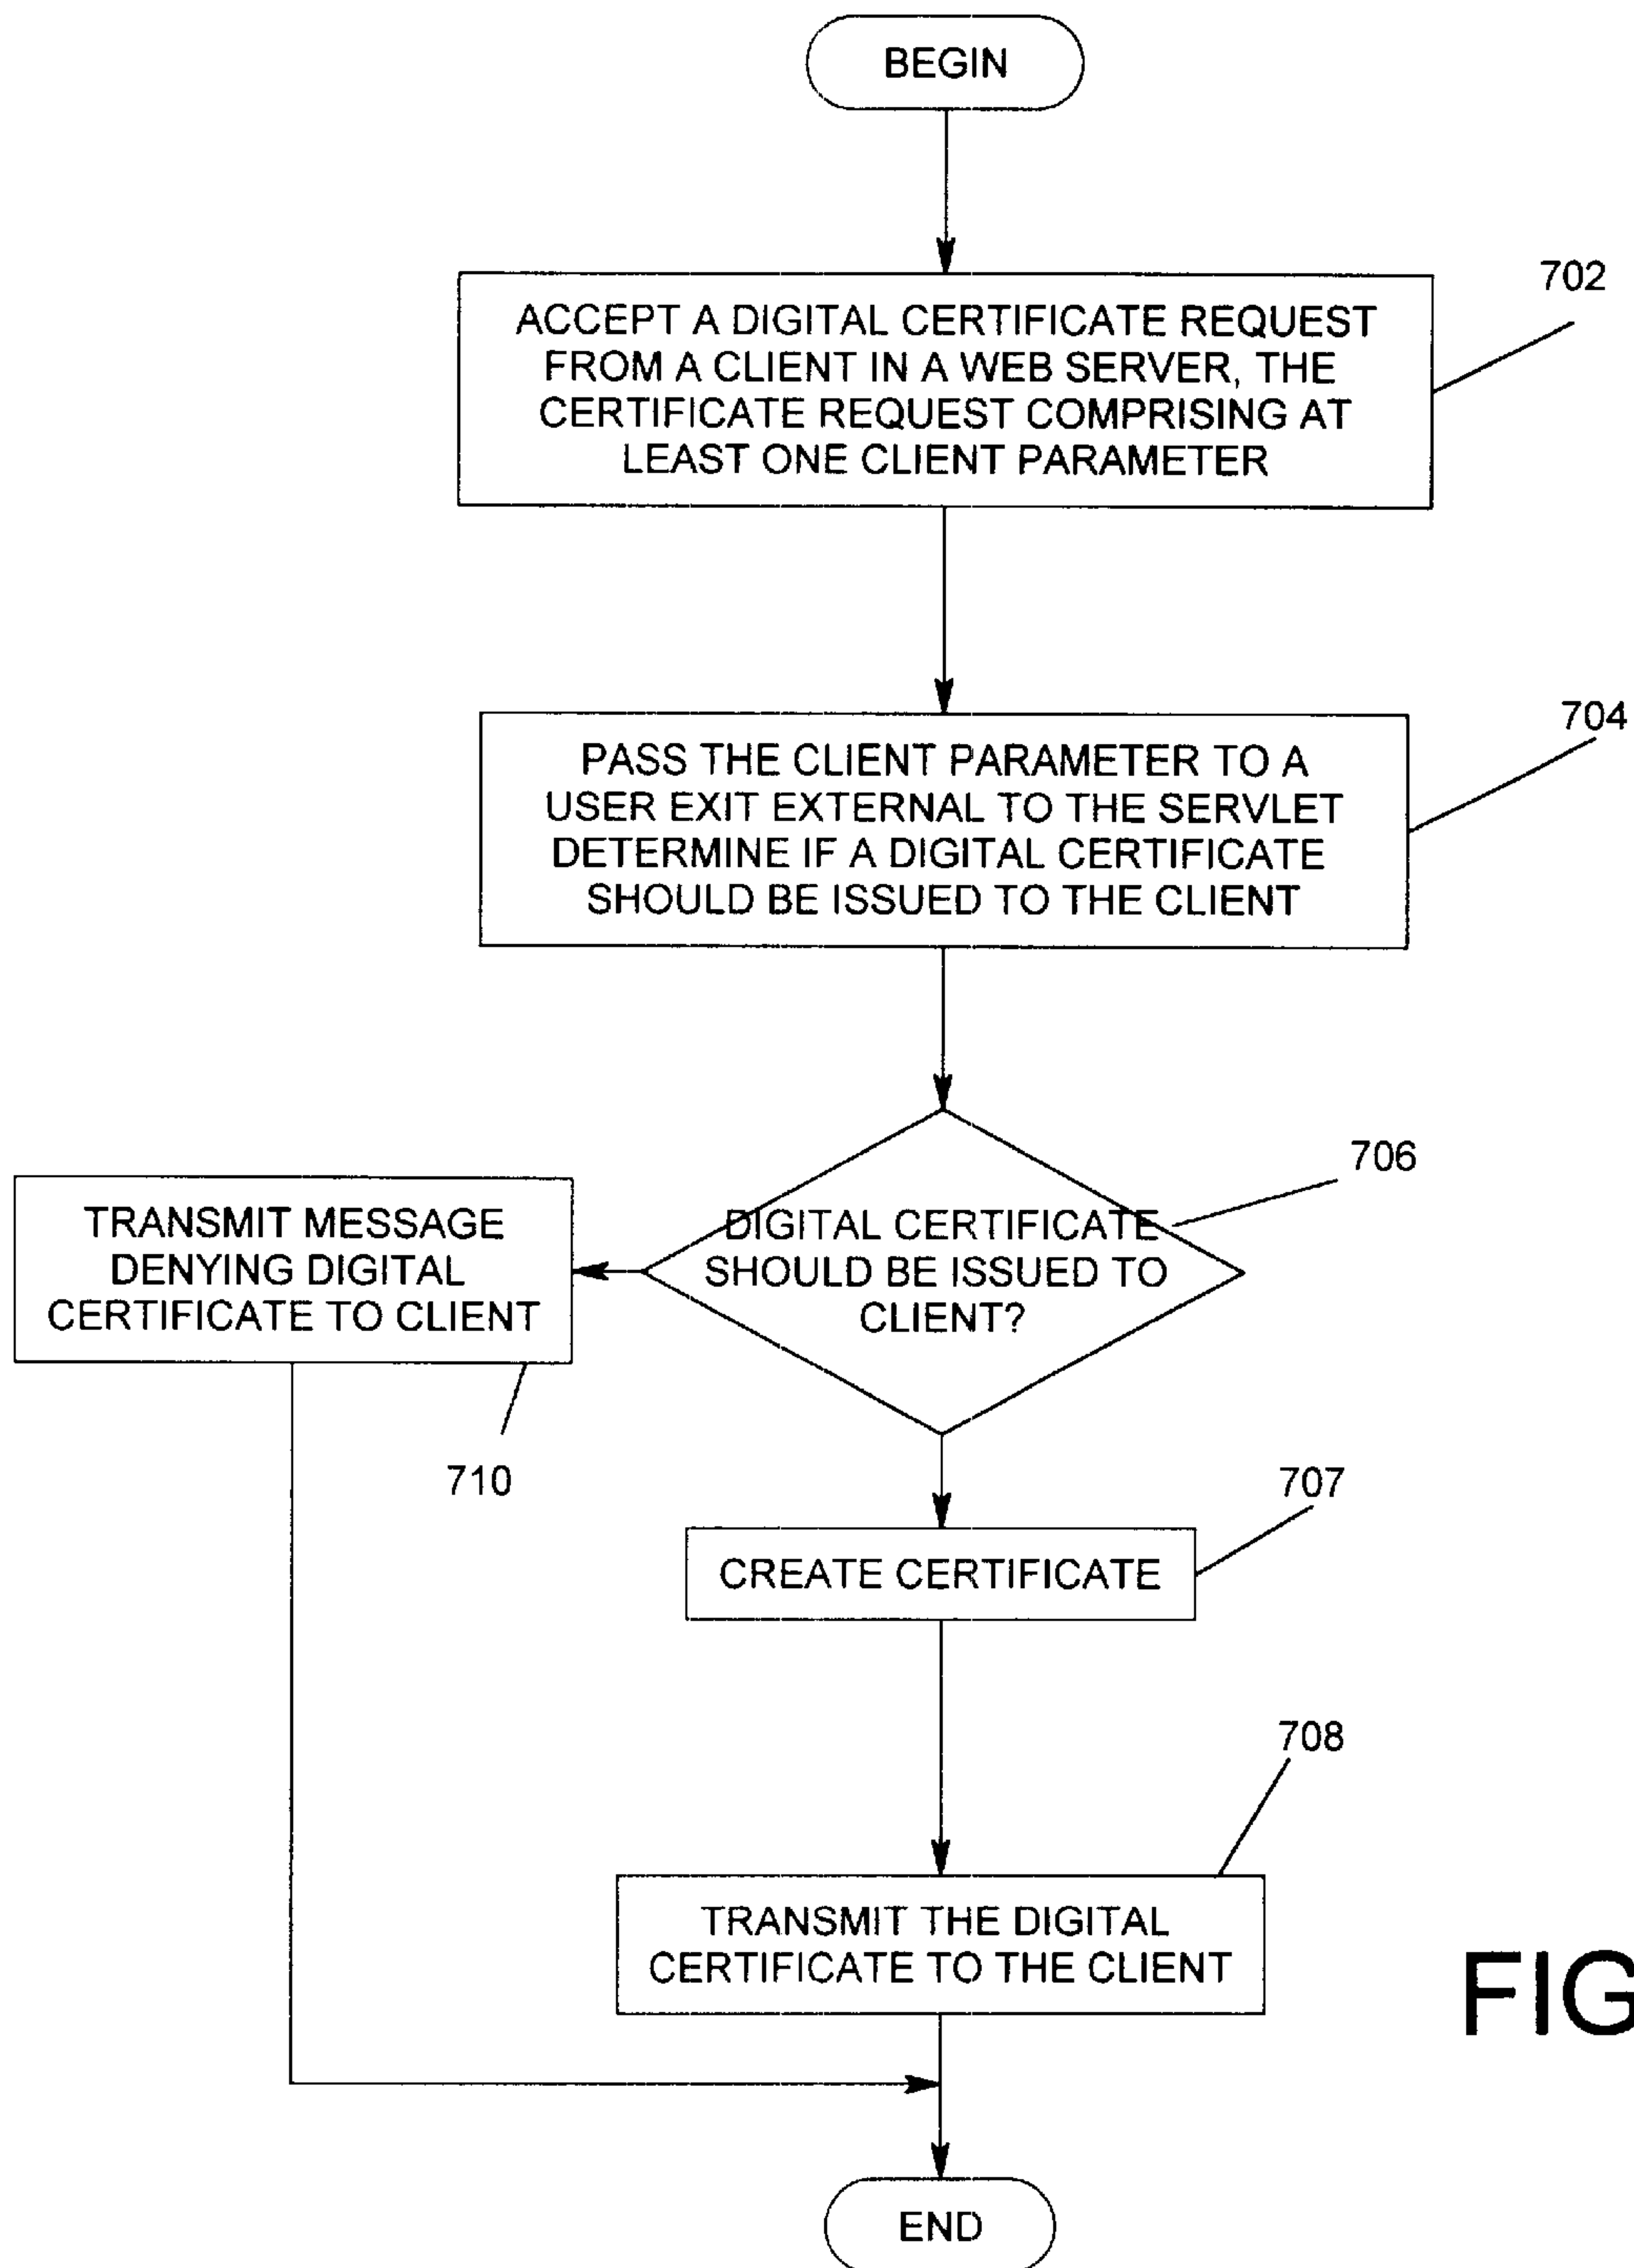 BEGIN
702
ACCEPT A DIGITAL CERTIFICATE REQUEST
FROM A CLIENT IN A WEB SERVER, THE
CERTIFICATE REQUEST COMPRISING AT
LEAST ONE CLIENT PARAMETER
704
PASS THE CLIENT PARAMETER TO A
USER EXIT EXTERNAL TO THE SERVLET
DETERMINE IF A DIGITAL CERTIFICATE
SHOULD BE ISSUED TO THE CLIENT
706
DIGITAL CERTIFICATE
SHOULD BE ISSUED TO
CLIENT?
TRANSMIT MESSAGE
DENYING DIGITAL
CERTIFICATE TO CLIENT
710
707
CREATE CERTIFICATE
708
TRANSMIT THE DIGITAL
CERTIFICATE TO THE CLIENT
FIG
END